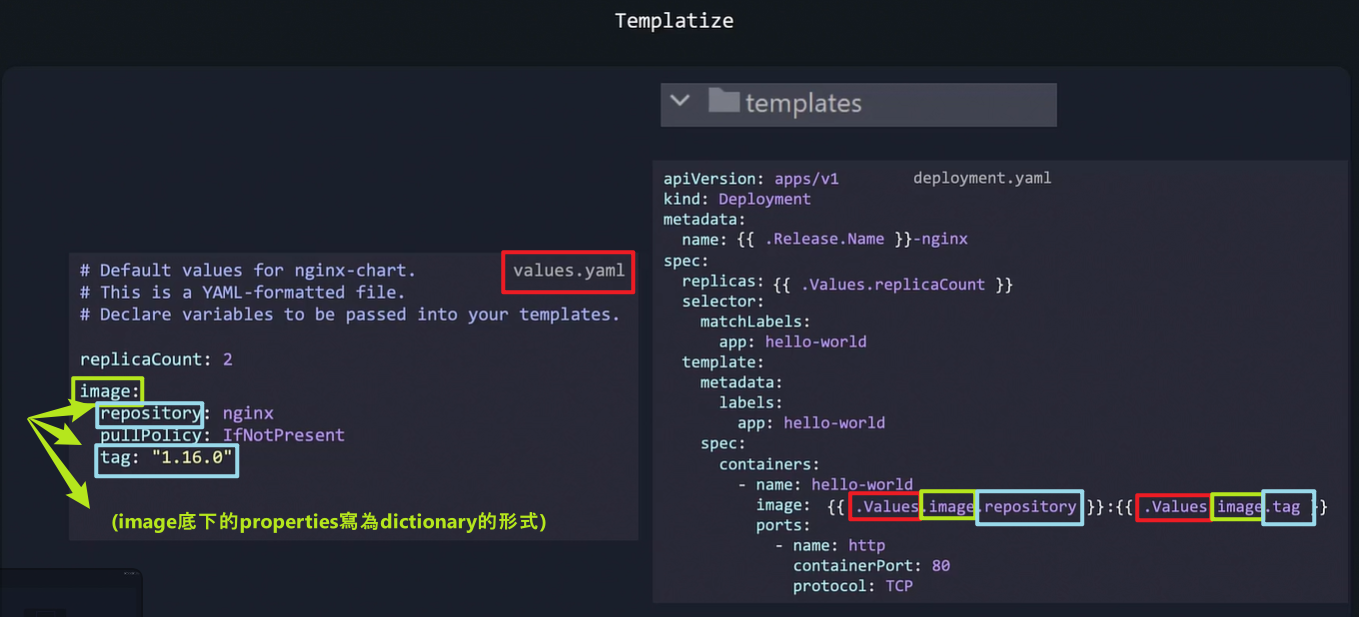 Templatize
templates
# Default values for nginx-chart.
values.yaml
# This is a YAML-formatted file.
# Declare variables to be passed into your templates.
replicaCount: 2
image:
repository: nginx
pullPolicy: IfNotPresent
tag: "1.16.0"
(image底下的properties寫為dictionary的形式)
apiVersion: apps/v1
deployment.yaml
kind: Deployment
metadata:
name: {{ .Release.Name }}-nginx
spec:
replicas: {{ .Values.replicaCount }}
selector:
matchLabels:
app: hello-world
template:
metadata:
labels:
app: hello-world
spec:
containers:
- name: hello-world
image: {{ .Values.image.repository }}:{{ .Values.image.tag }}
ports:
- name: http
containerPort: 80
protocol: TCP